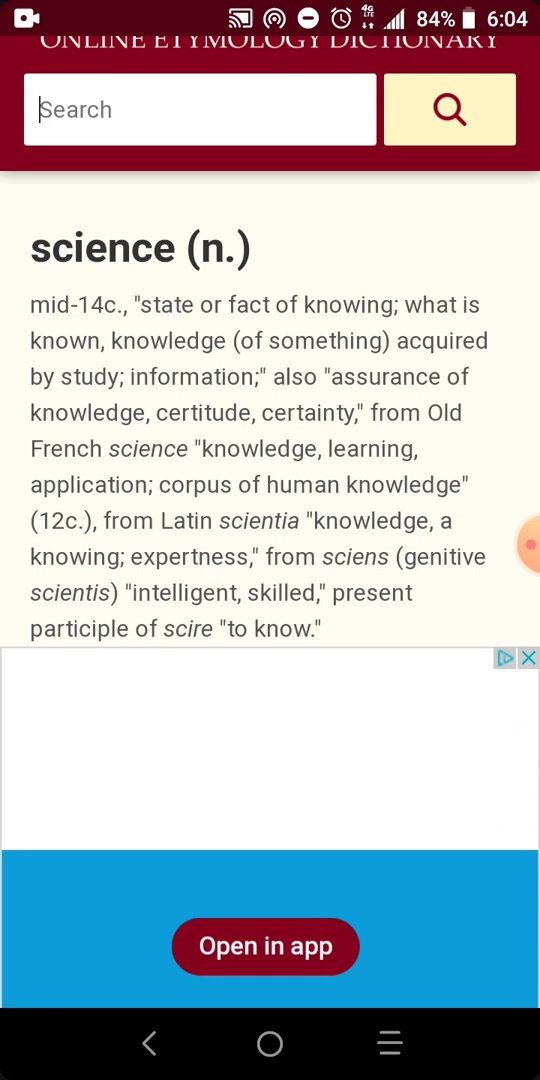 4G
LTE
84%
6:04
ONLINE ETYMOLOGY DICTIONARY
Search
science (n.)
mid-14c., "state or fact of knowing; what is
known, knowledge (of something) acquired
by study; information;" also "assurance of
knowledge, certitude, certainty," from Old
French science "knowledge, learning,
application; corpus of human knowledge"
(12c.), from Latin scientia "knowledge, a
knowing; expertness," from sciens (genitive
scientis) "intelligent, skilled," present
participle of scire "to know."
Open in app